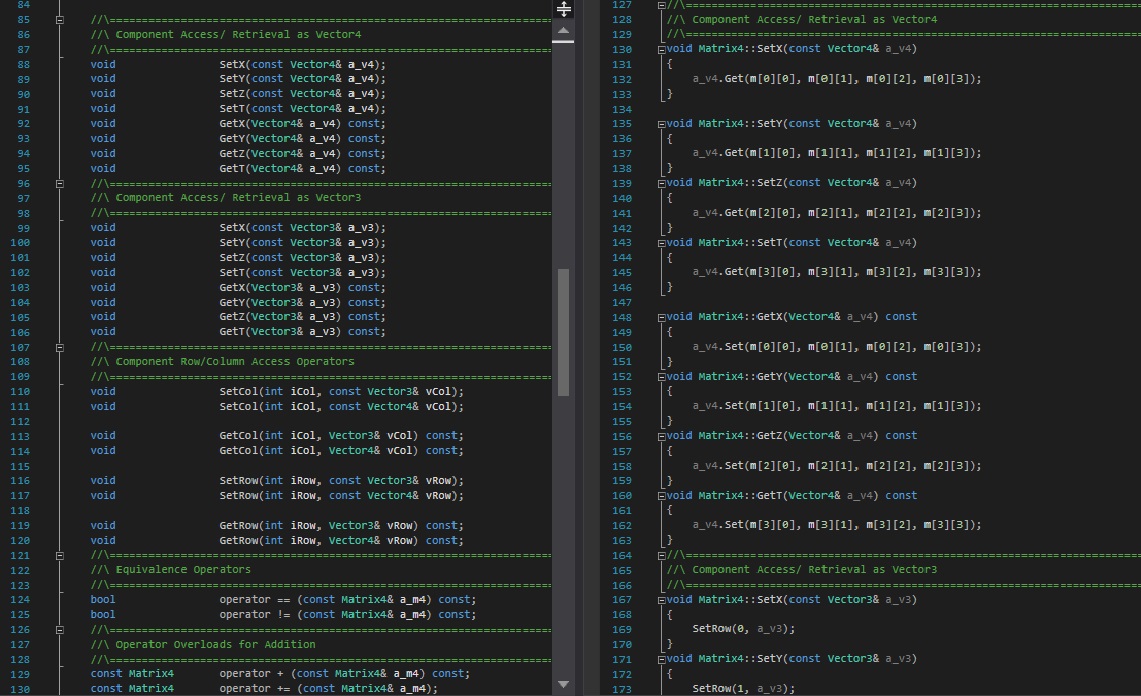 84
85 //\=====================================================================
86 //\ Component Access/ Retrieval as Vector4
87 //\=====================================================================
88 void SetX(const Vector4& a_v4);
89 void SetY(const Vector4& a_v4);
90 void SetZ(const Vector4& a_v4);
91 void SetT(const Vector4& a_v4);
92 void GetX(Vector4& a_v4) const;
93 void GetY(Vector4& a_v4) const;
94 void GetZ(Vector4& a_v4) const;
95 void GetT(Vector4& a_v4) const;
96 //\=====================================================================
97 //\ Component Access/ Retrieval as Vector3
98 //\=====================================================================
99 void SetX(const Vector3& a_v3);
100 void SetY(const Vector3& a_v3);
101 void SetZ(const Vector3& a_v3);
102 void SetT(const Vector3& a_v3);
103 void GetX(Vector3& a_v3) const;
104 void GetY(Vector3& a_v3) const;
105 void GetZ(Vector3& a_v3) const;
106 void GetT(Vector3& a_v3) const;
107 //\=====================================================================
108 //\ Component Row/Column Access Operators
109 //\=====================================================================
110 void SetCol(int iCol, const Vector3& vCol);
111 void SetCol(int iCol, const Vector4& vCol);
112
113 void GetCol(int iCol, Vector3& vCol) const;
114 void GetCol(int iCol, Vector4& vCol) const;
115
116 void SetRow(int iRow, const Vector3& vRow);
117 void SetRow(int iRow, const Vector4& vRow);
118
119 void GetRow(int iRow, Vector3& vRow) const;
120 void GetRow(int iRow, Vector4& vRow) const;
121 //\=====================================================================
122 //\ Equivalence Operators
123 //\=====================================================================
124 bool operator == (const Matrix4& a_m4) const;
125 bool operator != (const Matrix4& a_m4) const;
126 //\=====================================================================
127 //\ Operator Overloads for Addition
128 //\=====================================================================
129 const Matrix4 operator + (const Matrix4& a_m4) const;
130 const Matrix4 operator += (const Matrix4& a_m4);
127 //\=========================================================
128 //\ Component Access/ Retrieval as Vector4
129 //\=========================================================
130 void Matrix4::SetX(const Vector4& a_v4)
131 {
132 a_v4.Get(m[0][0], m[0][1], m[0][2], m[0][3]);
133 }
134
135 void Matrix4::SetY(const Vector4& a_v4)
136 {
137 a_v4.Get(m[1][0], m[1][1], m[1][2], m[1][3]);
138 }
139 void Matrix4::SetZ(const Vector4& a_v4)
140 {
141 a_v4.Get(m[2][0], m[2][1], m[2][2], m[2][3]);
142 }
143 void Matrix4::SetT(const Vector4& a_v4)
144 {
145 a_v4.Get(m[3][0], m[3][1], m[3][2], m[3][3]);
146 }
147
148 void Matrix4::GetX(Vector4& a_v4) const
149 {
150 a_v4.Set(m[0][0], m[0][1], m[0][2], m[0][3]);
151 }
152 void Matrix4::GetY(Vector4& a_v4) const
153 {
154 a_v4.Set(m[1][0], m[1][1], m[1][2], m[1][3]);
155 }
156 void Matrix4::GetZ(Vector4& a_v4) const
157 {
158 a_v4.Set(m[2][0], m[2][1], m[2][2], m[2][3]);
159 }
160 void Matrix4::GetT(Vector4& a_v4) const
161 {
162 a_v4.Set(m[3][0], m[3][1], m[3][2], m[3][3]);
163 }
164 //\=========================================================
165 //\ Component Access/ Retrieval as Vector3
166 //\=========================================================
167 void Matrix4::SetX(const Vector3& a_v3)
168 {
169 SetRow(0, a_v3);
170 }
171 void Matrix4::SetY(const Vector3& a_v3)
172 {
173 SetRow(1, a_v3);